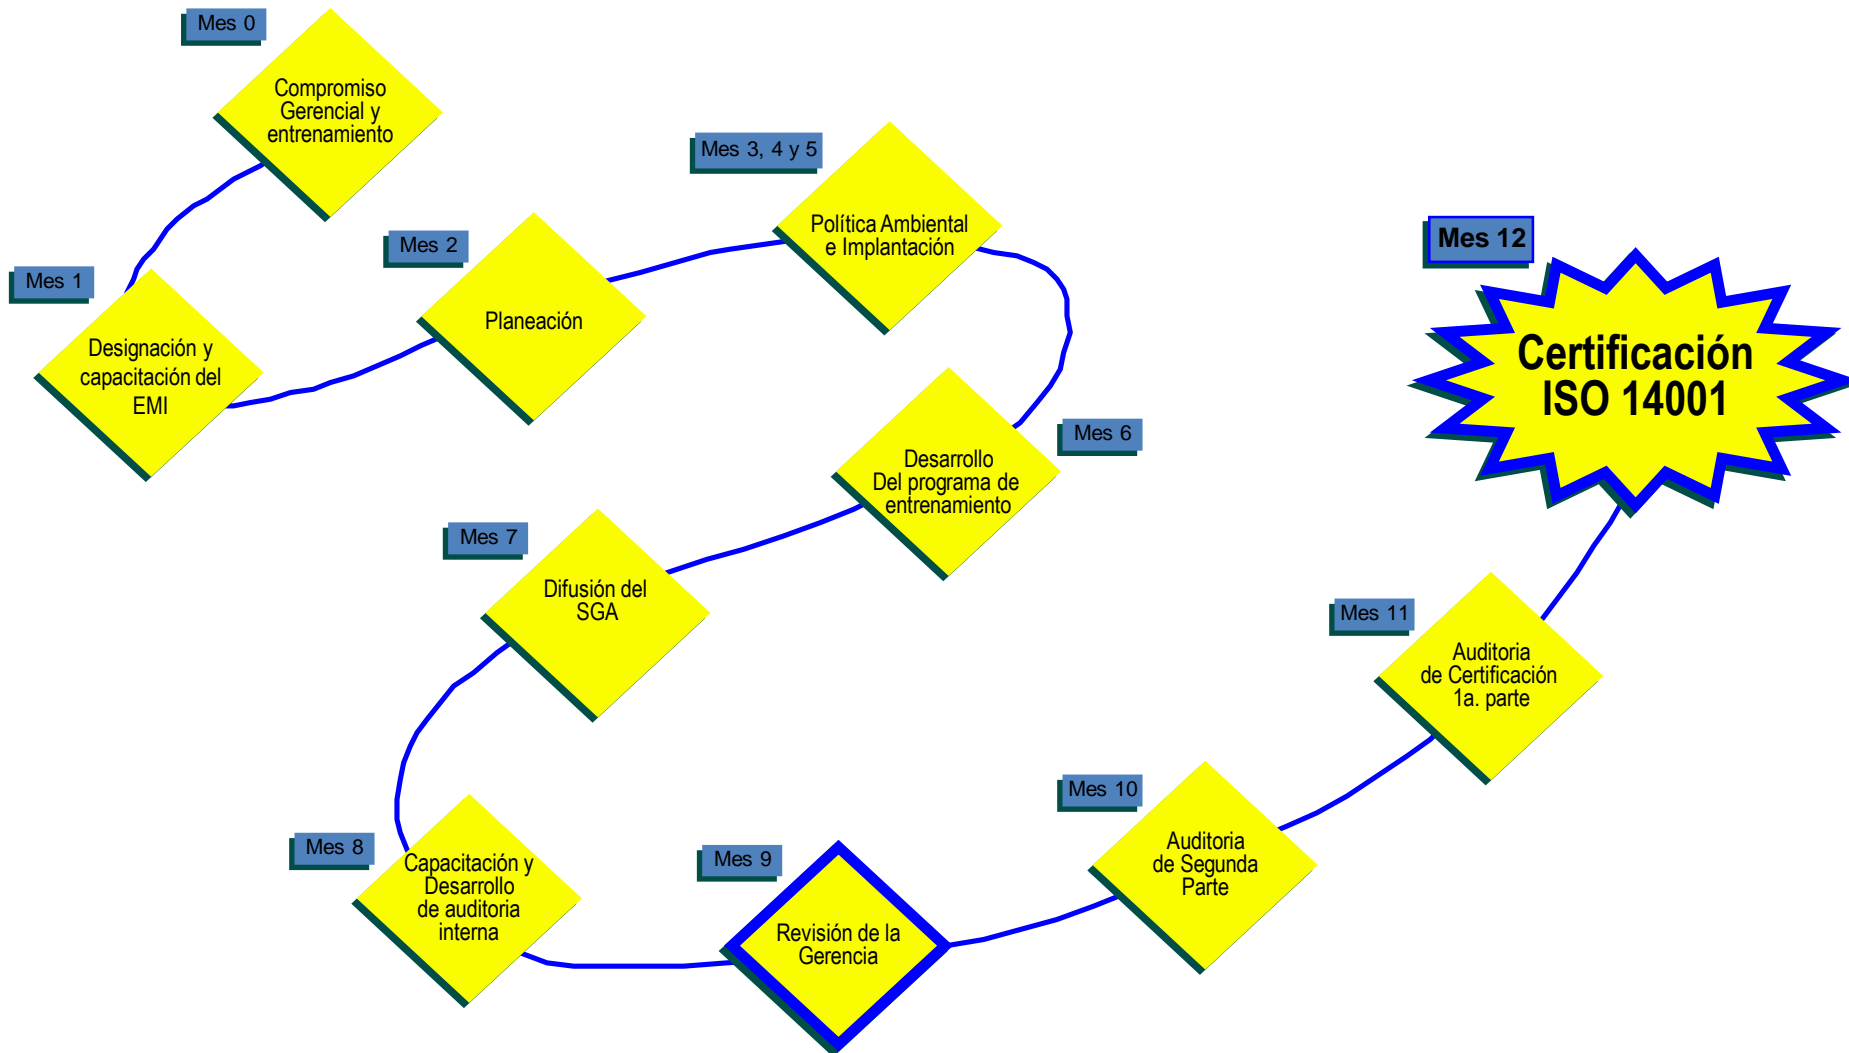 Mes 0
Compromiso
Gerencial y
entrenamiento
Mes 1
Designación y
capacitación del
EMI
Mes 2
Planeación
Mes 3, 4 y 5
Política Ambiental
e Implantación
Mes 6
Desarrollo
Del programa de
entrenamiento
Mes 7
Difusión del
SGA
Mes 8
Capacitación y
Desarrollo
de auditoria
interna
Mes 9
Revisión de la
Gerencia
Mes 10
Auditoria
de Segunda
Parte
Mes 11
Auditoria
de Certificación
1a. parte
Mes 12
Certificación
ISO 14001